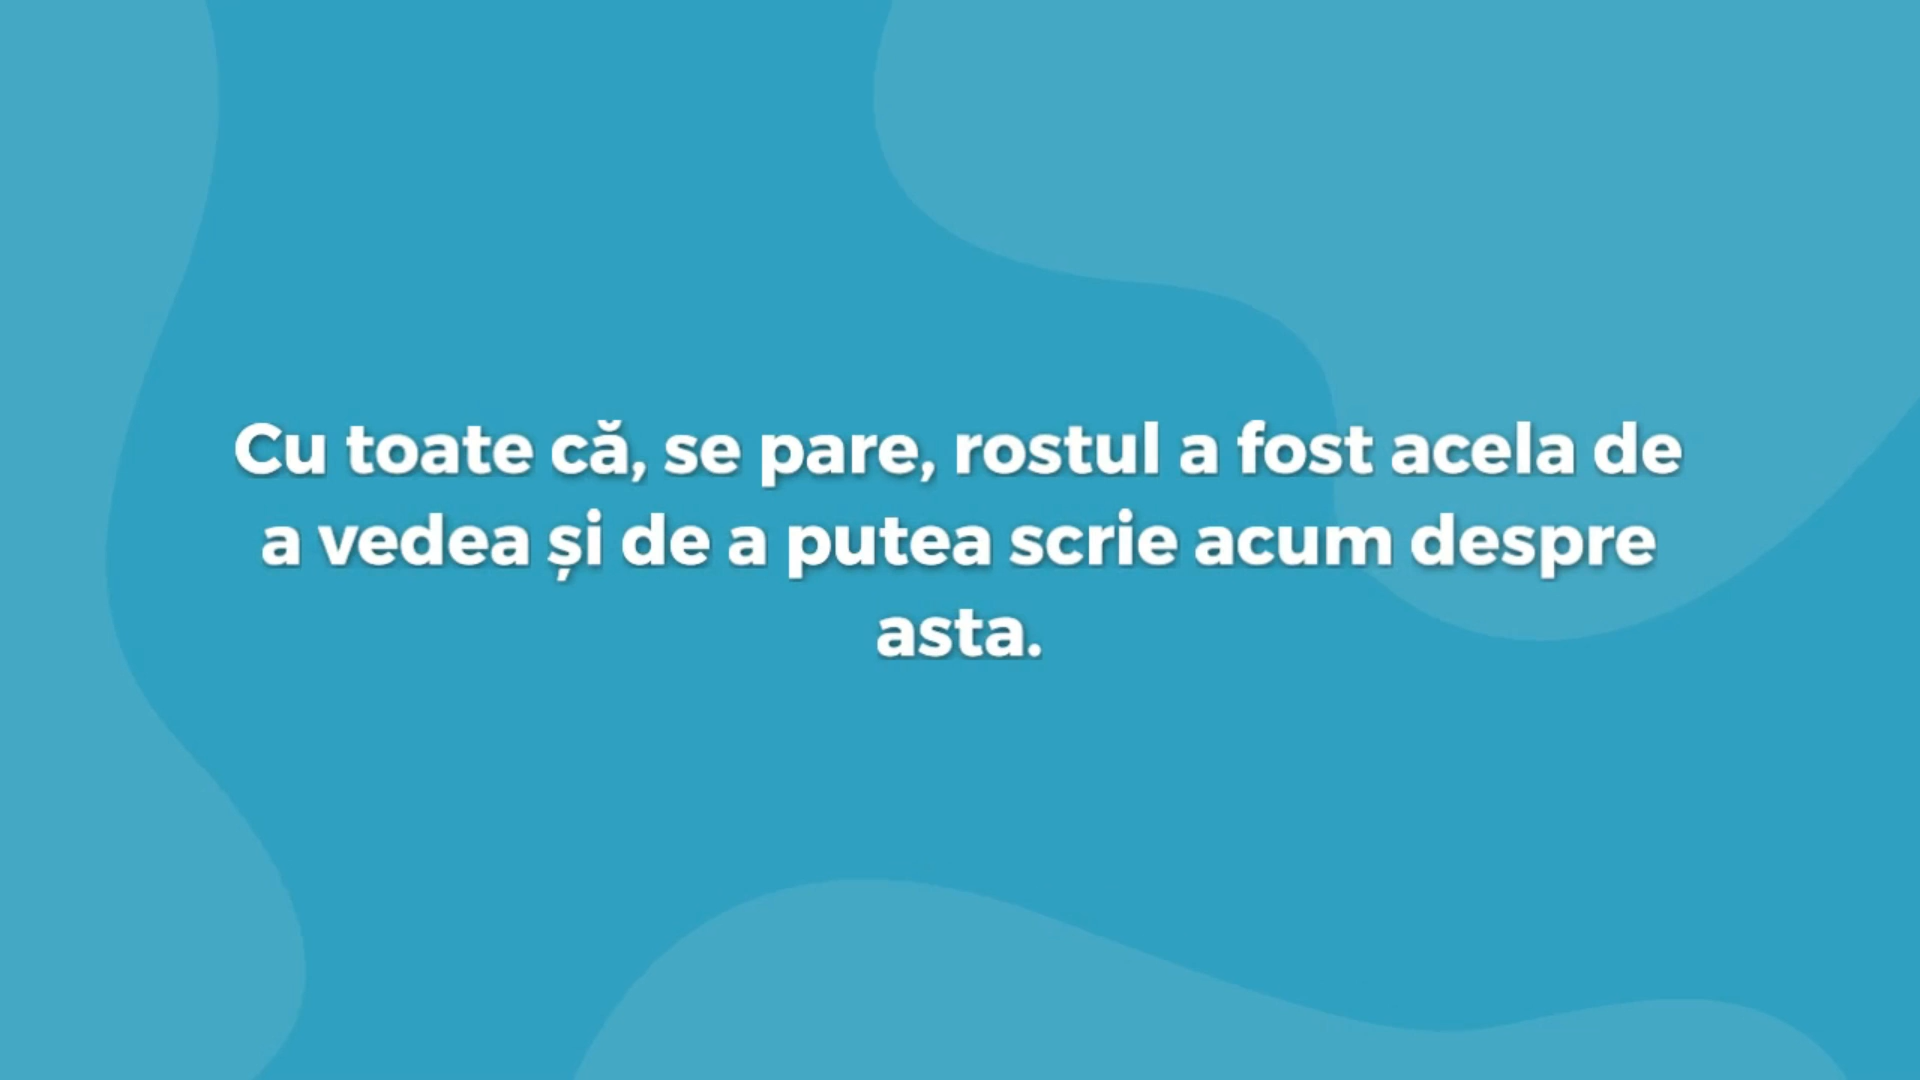 Cu toate că, se pare, rostul a fost acela de
a vedea și de a putea scrie acum despre
asta.